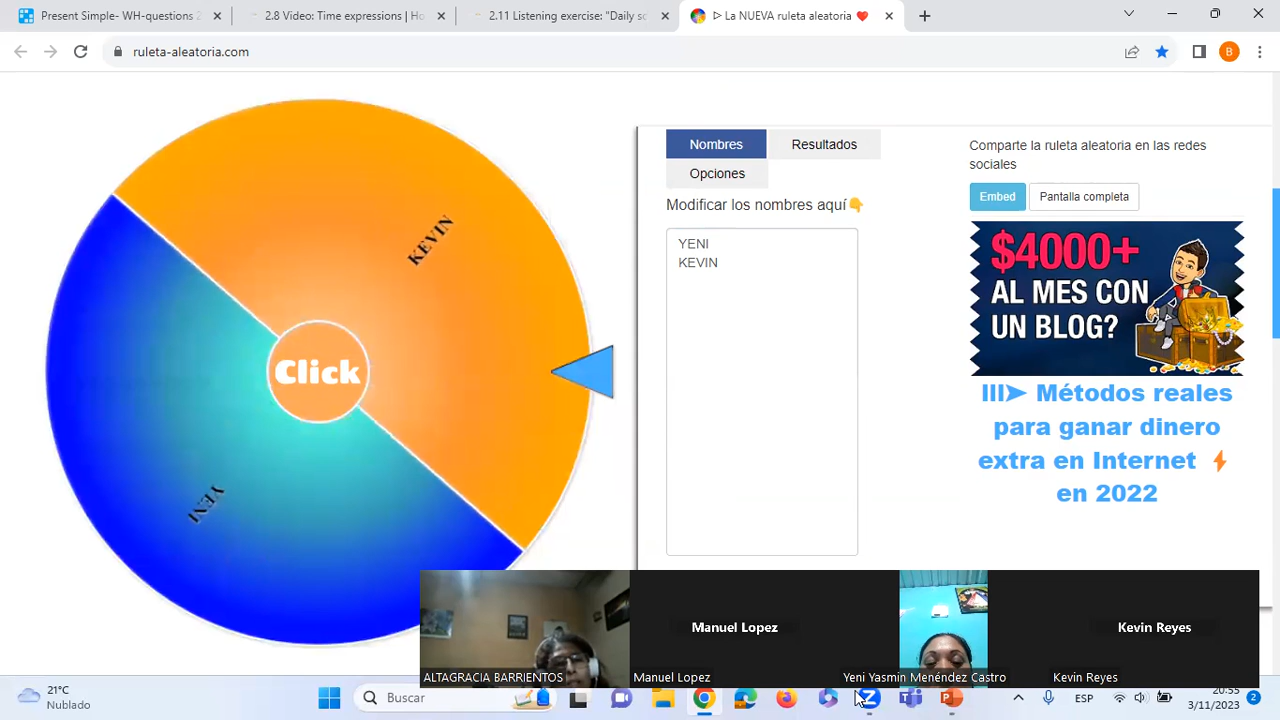 Present Simple- WH-questions 2
2.8 Video: Time expressions | Ho
2.11 Listening exercise: "Daily sc
ᐅ La NUEVA ruleta aleatoria ❤️
ruleta-aleatoria.com
B
KEVIN
Click
YENI
Nombres
Resultados
Opciones
Modificar los nombres aquí👇
YENI
KEVIN
Comparte la ruleta aleatoria en las redes
sociales
Embed
Pantalla completa
$4000+
AL MES CON
UN BLOG?
III➤ Métodos reales
para ganar dinero
extra en Internet ⚡
en 2022
Manuel Lopez
Kevin Reyes
ALTAGRACIA BARRIENTOS
Manuel Lopez
Yeni Yasmin Menéndez Castro
Kevin Reyes
21°C
Nublado
Buscar
ESP
20:55
3/11/2023
2